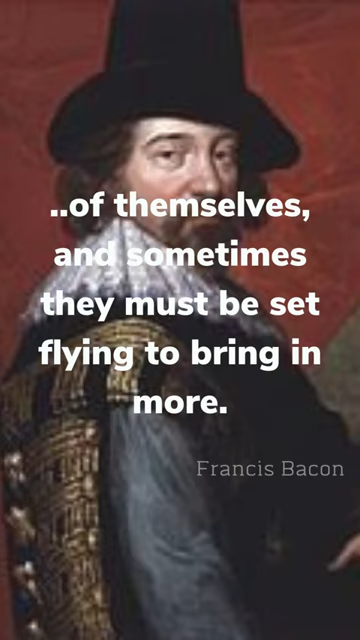 ..of themselves,
and sometimes
they must be set
flying to bring in
more.
Francis Bacon